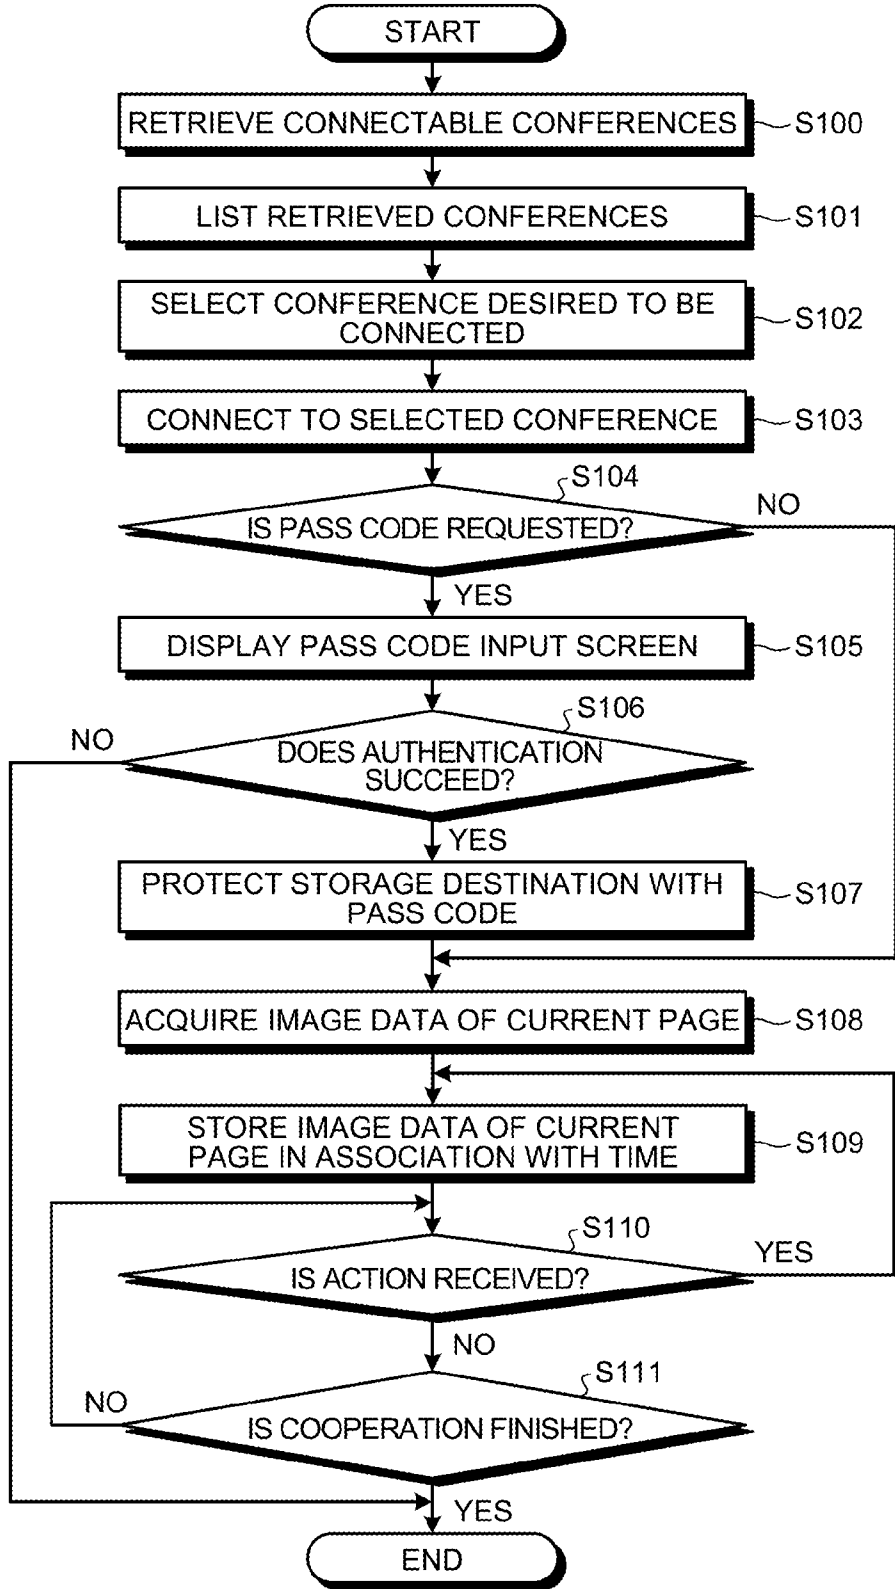 START
RETRIEVE CONNECTABLE CONFERENCES
S100
LIST RETRIEVED CONFERENCES
S101
SELECT CONFERENCE DESIRED TO BE
CONNECTED
S102
CONNECT TO SELECTED CONFERENCE
S103
S104
IS PASS CODE REQUESTED?
NO
YES
DISPLAY PASS CODE INPUT SCREEN
S105
S106
NO
DOES AUTHENTICATION
SUCCEED?
YES
PROTECT STORAGE DESTINATION WITH
PASS CODE
S107
ACQUIRE IMAGE DATA OF CURRENT PAGE
S108
STORE IMAGE DATA OF CURRENT
PAGE IN ASSOCIATION WITH TIME
S109
S110
IS ACTION RECEIVED?
YES
NO
S111
NO
IS COOPERATION FINISHED?
YES
END